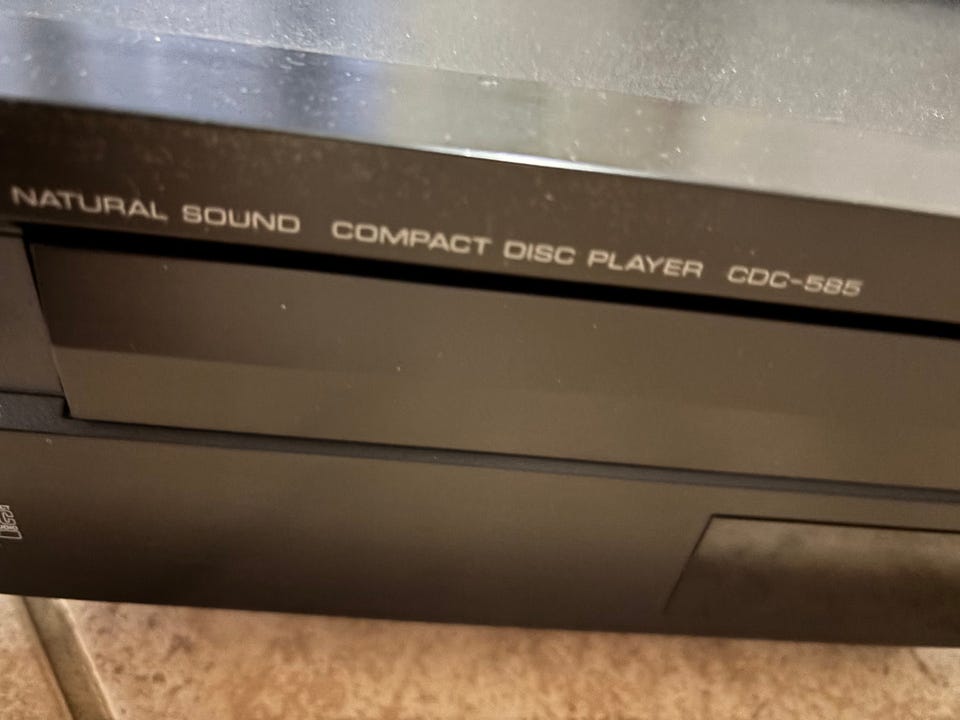 NATURAL SOUND COMPACT DISC PLAYER CDC-585